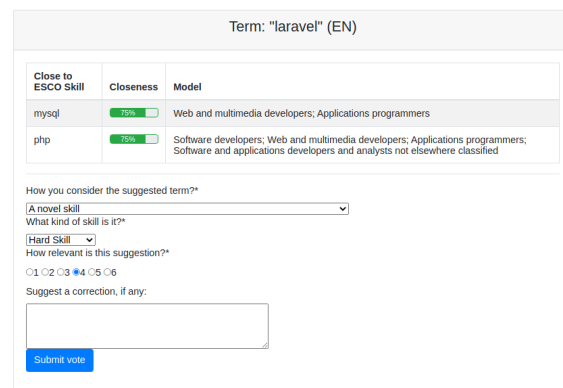 Term: "laravel" (EN)
Close to
ESCO Skill Closeness Model
mysql 75% Web and multimedia developers; Applications programmers
php 75% Software developers; Web and multimedia developers; Applications programmers;
Software and applications developers and analysts not elsewhere classified
How you consider the suggested term?*
A novel skill
What kind of skill is it?*
Hard Skill
How relevant is this suggestion?*
1 2 3 4 5 6
Suggest a correction, if any:
Submit vote